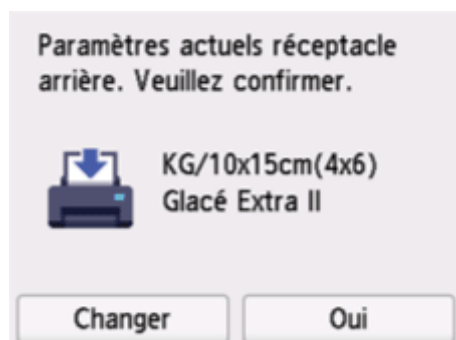 Paramètres actuels réceptacle
arrière. Veuillez confirmer.
KG/10x15cm(4x6)
Glacé Extra II
Changer
Oui